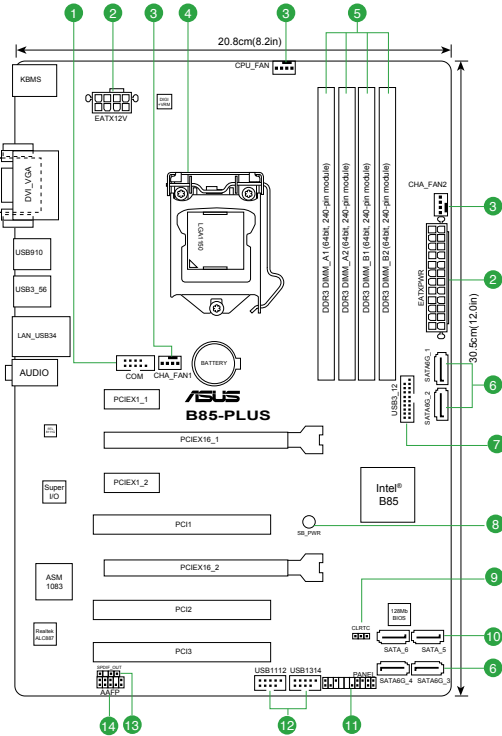 1 2 3 4 3 5
20.8cm(8.2in)
CPU_FAN
KBMS
EATX12V
DIGI +VRM
DVI_VGA
LGA1150
DDR3 DIMM_A1 (64bit, 240-pin module)
DDR3 DIMM_A2 (64bit, 240-pin module)
DDR3 DIMM_B1 (64bit, 240-pin module)
DDR3 DIMM_B2 (64bit, 240-pin module)
CHA_FAN2
3
USB910
EATXPWR
2
USB3_56
30.5cm(12.0in)
LAN_USB34
3
1
AUDIO
COM
CHA_FAN1
BATTERY
SATA6G_1
SATA6G_2
6
USB3_12
7
PCIEX1_1
ASUS
B85-PLUS
PCIEX16_1
Super
I/O
PCIEX1_2
Intel®
B85
PCI1
SB_PWR
8
PCIEX16_2
ASM
1083
9
CLRTC
128Mb
BIOS
PCI2
SATA_6
SATA_5
10
Realtek
ALC887
PCI3
SATA6G_4
SATA6G_3
6
SPDIF_OUT
AAFP
USB1112
USB1314
PANEL
14 13 12 11